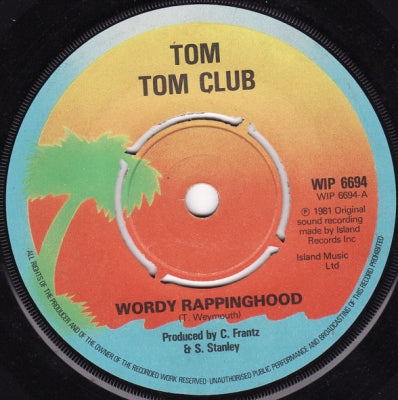 TOM
TOM CLUB
WIP 6694
WIP 6694-A
℗ 1981 Original
sound recording
made by Island
Records Inc
Island Music
Ltd
WORDY RAPPINGHOOD
(T. Weymouth)
Produced by C. Frantz
& S. Stanley
ALL RIGHTS OF THE PRODUCER AND OF THE OWNER OF THE RECORDED WORK RESERVED · UNAUTHORISED PUBLIC PERFORMANCE AND BROADCASTING OF THIS RECORD PROHIBITED